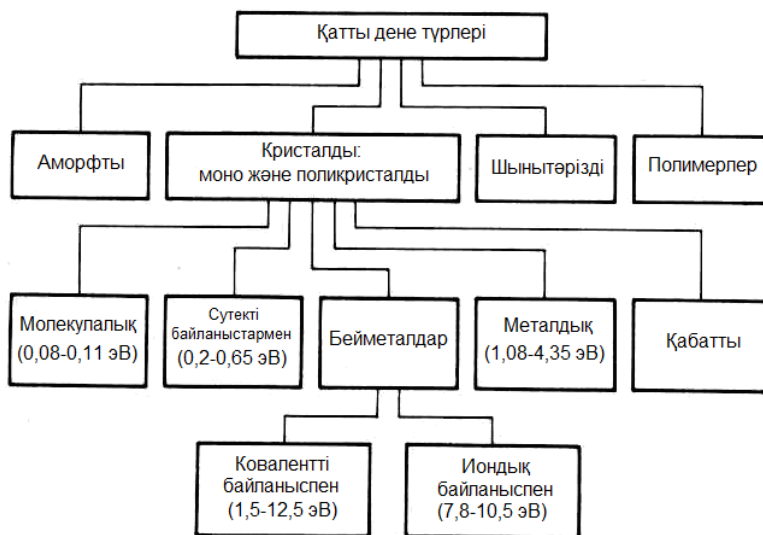 Қатты дене түрлері
Аморфты
Кристалды:
моно және поликристалды
Шынытәрізді
Полимерлер
Молекулалық
(0,08-0,11 эВ)
Сутекті
байланыстармен
(0,2-0,65 эВ)
Бейметалдар
Металдық
(1,08-4,35 эВ)
Қабатты
Ковалентті
байланыспен
(1,5-12,5 эВ)
Иондық
байланыспен
(7,8-10,5 эВ)